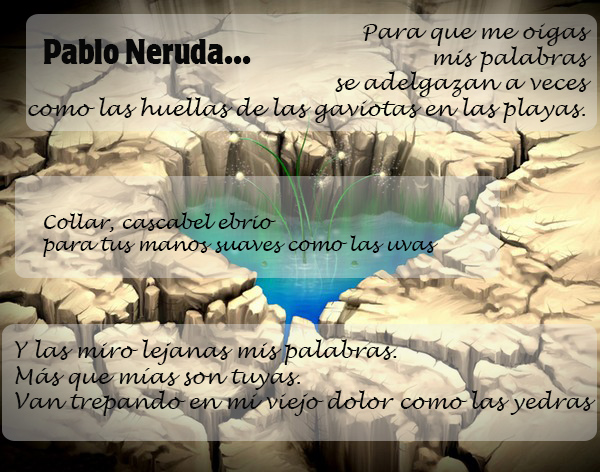 Pablo Neruda...
Para que me oigas
mis palabras
se adelgazan a veces
como las huellas de las gaviotas en las playas.
Collar, cascabel ebrio
para tus manos suaves como las uvas
Y las miro lejanas mis palabras.
Más que mías son tuyas.
Van trepando en mi viejo dolor como las yedras